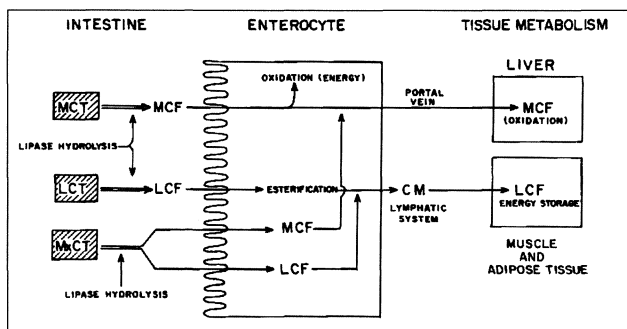 INTESTINE ENTEROCYTE TISSUE METABOLISM
LIVER
OXIDATION (ENERGY)
PORTAL
VEIN
MCT MCF MCF
(OXIDATION)
LIPASE HYDROLYSIS
LCT LCF ESTERIFICATION CM LCF
LYMPHATIC
SYSTEM
ENERGY STORAGE
MCF
MxCT
LCF
MUSCLE
AND
ADIPOSE TISSUE
LIPASE HYDROLYSIS